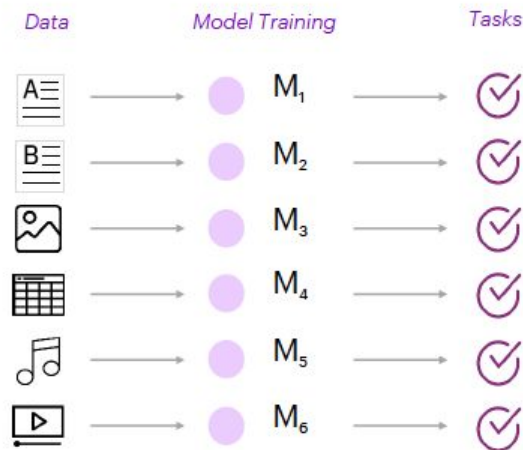 Data Model Training Tasks
A M₁
B M₂
M₃
M₄
M₅
M₆